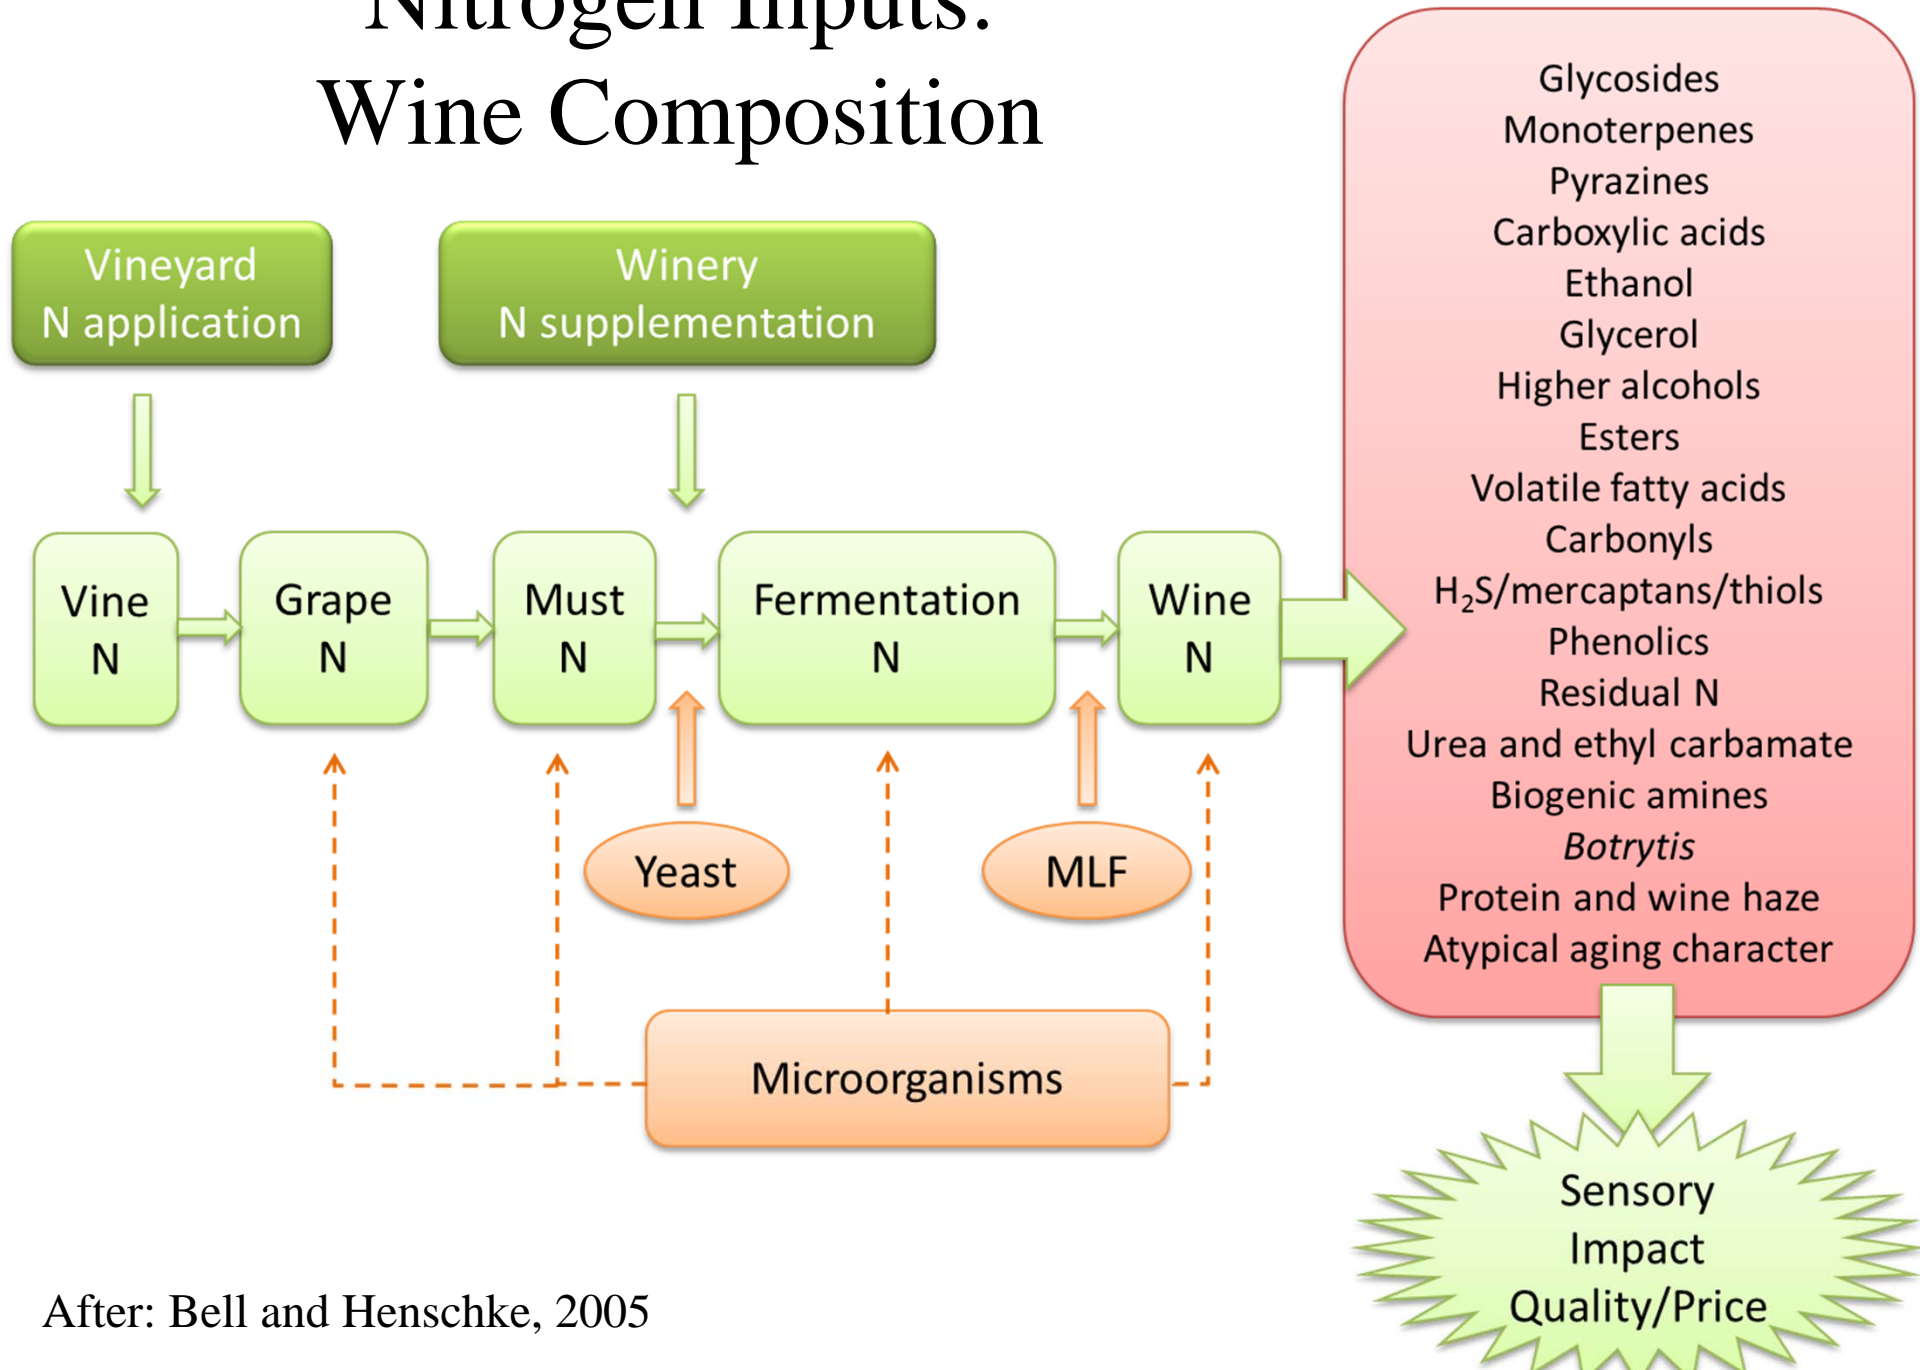 Nitrogen Inputs:
Wine Composition
Vineyard
N application
Winery
N supplementation
Vine
N
Grape
N
Must
N
Fermentation
N
Wine
N
Yeast
MLF
Microorganisms
Glycosides
Monoterpenes
Pyrazines
Carboxylic acids
Ethanol
Glycerol
Higher alcohols
Esters
Volatile fatty acids
Carbonyls
H₂S/mercaptans/thiols
Phenolics
Residual N
Urea and ethyl carbamate
Biogenic amines
Botrytis
Protein and wine haze
Atypical aging character
Sensory
Impact
Quality/Price
After: Bell and Henschke, 2005